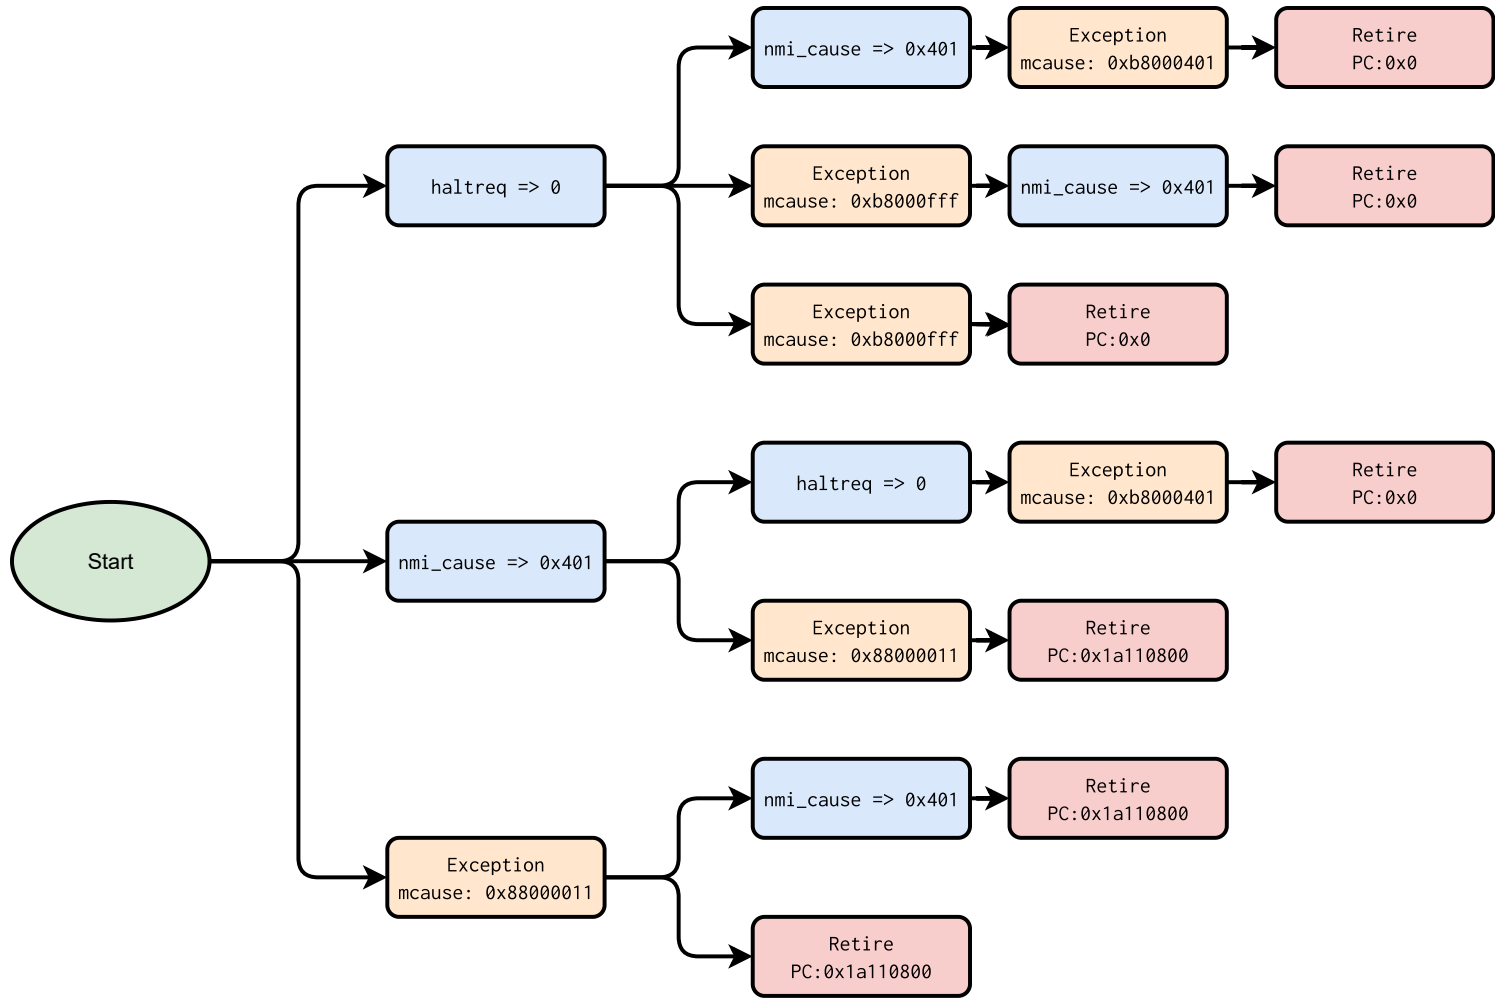 nmi_cause => 0x401
Exception
mcause: 0xb8000401
Retire
PC:0x0
haltreq => 0
Exception
mcause: 0xb8000fff
nmi_cause => 0x401
Retire
PC:0x0
Exception
mcause: 0xb8000fff
Retire
PC:0x0
haltreq => 0
Exception
mcause: 0xb8000401
Retire
PC:0x0
Start
nmi_cause => 0x401
Exception
mcause: 0x88000011
Retire
PC:0x1a110800
nmi_cause => 0x401
Retire
PC:0x1a110800
Exception
mcause: 0x88000011
Retire
PC:0x1a110800